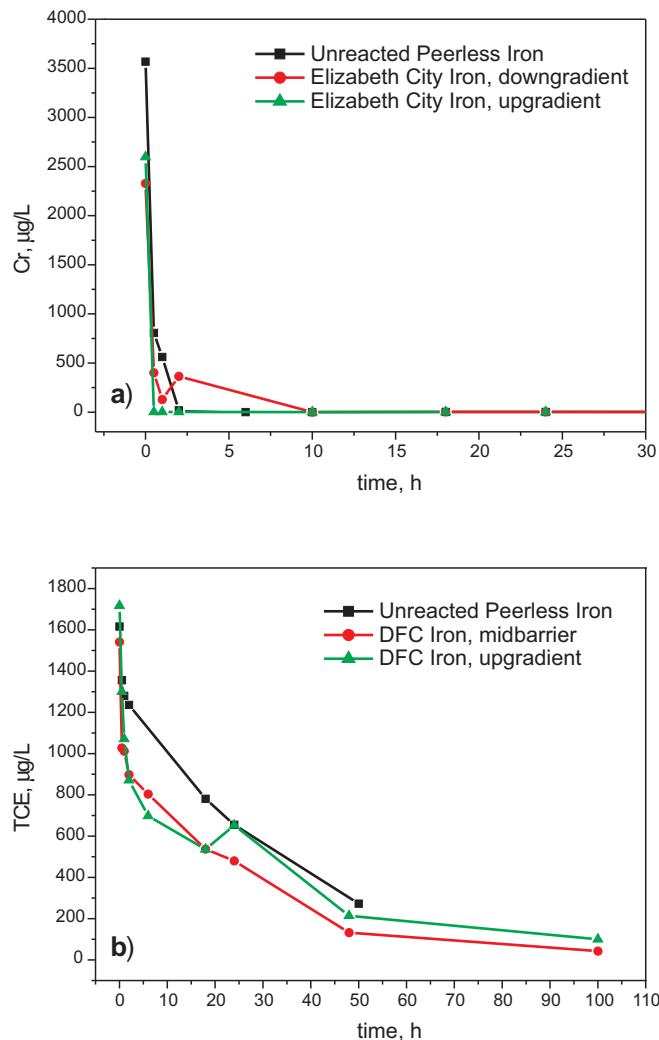 4000
3500
3000
2500
2000
1500
1000
500
0
Cr, µg/L
Unreacted Peerless Iron
Elizabeth City Iron, downgradient
Elizabeth City Iron, upgradient
a)
0 5 10 15 20 25 30
time, h
1800
1600
1400
1200
1000
800
600
400
200
0
TCE, µg/L
Unreacted Peerless Iron
DFC Iron, midbarrier
DFC Iron, upgradient
b)
0 10 20 30 40 50 60 70 80 90 100 110
time, h